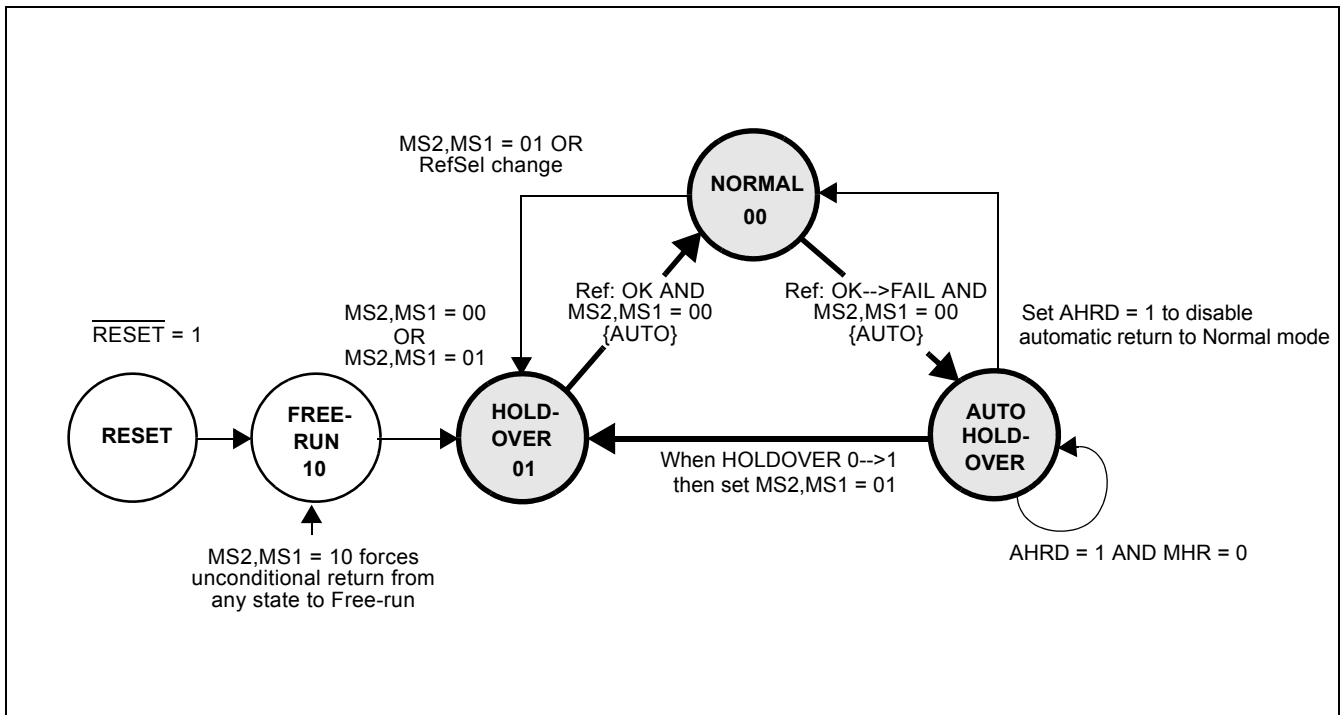 MS2,MS1 = 01 OR
RefSel change
NORMAL
00
Ref: OK AND
MS2,MS1 = 00
{AUTO}
Ref: OK-->FAIL AND
MS2,MS1 = 00
{AUTO}
Set AHRD = 1 to disable
automatic return to Normal mode
MS2,MS1 = 00
OR
MS2,MS1 = 01
RESET = 1
RESET
FREE-
RUN
10
HOLD-
OVER
01
AUTO
HOLD-
OVER
When HOLDOVER 0-->1
then set MS2,MS1 = 01
AHRD = 1 AND MHR = 0
MS2,MS1 = 10 forces
unconditional return from
any state to Free-run